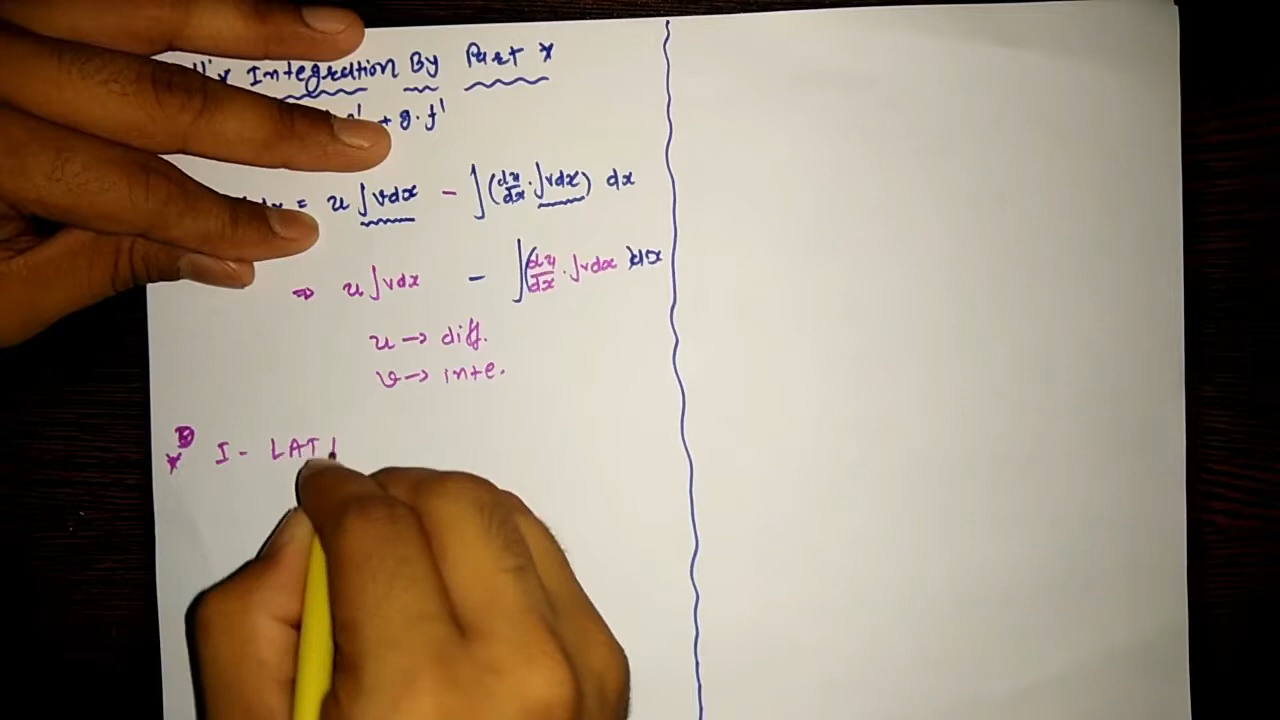 Integration By Part *
+ g.f'
= u ∫vdx - ∫(du/dx . ∫vdx) dx
⇒ u ∫vdx - ∫(du/dx . ∫vdx) dx
u → diff.
v → inte.
* I - LAT